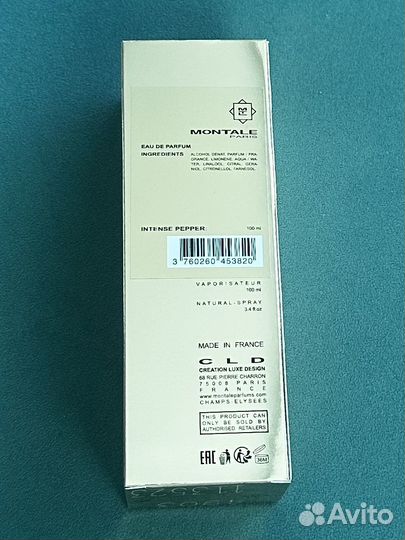 MONTALE
PARIS
EAU DE PARFUM
INGREDIENTS
ALCOHOL DENAT, PARFUM / FRA-
GRANCE, LIMONENE, AQUA / WA-
TER, LINALOOL, CITRAL, GERA-
NIOL, CITRONELLOL, FARNESOL.
INTENSE PEPPER
100 ml
3 760260 453820
VAPORISATEUR
100 ml
NATURAL-SPRAY
3.4 fl.oz
MADE IN FRANCE
CLD
CREATION LUXE DESIGN
68 RUE PIERRE CHARRON
75008 PARIS
FRANCE
www.montaleparfums.com
CHAMPS-ELYSEES
THIS PRODUCT CAN
ONLY BE SOLD BY
AUTHORISED RETAILERS
EAC
Avito